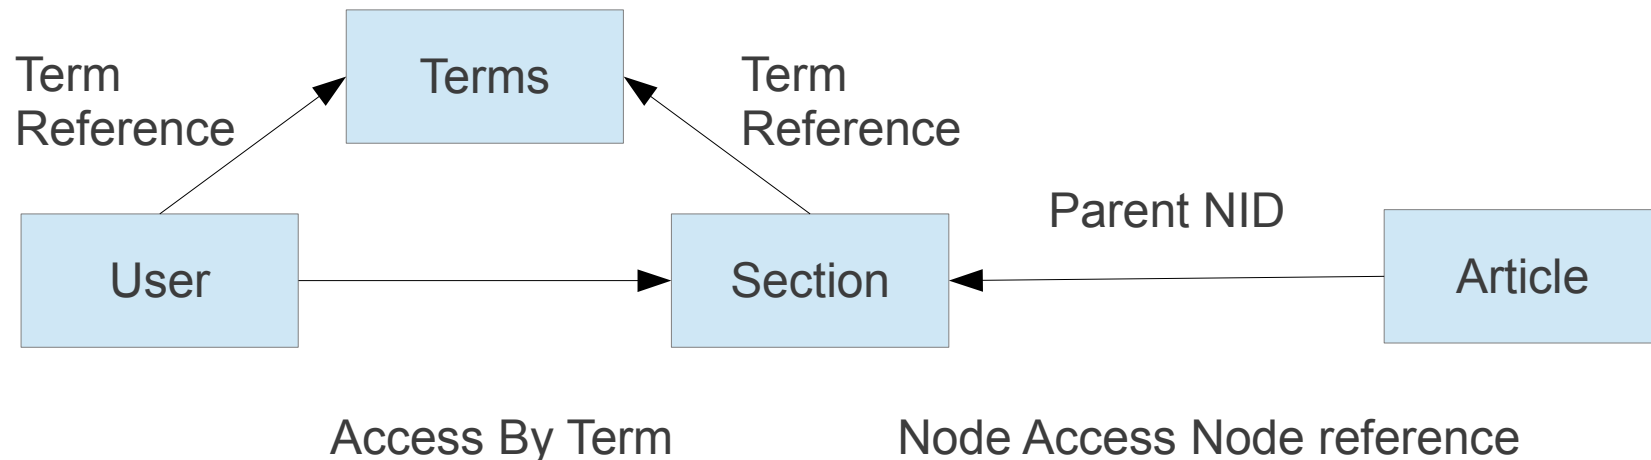 Term
Reference
Terms
Term
Reference
User
Section
Parent NID
Article
Access By Term
Node Access Node reference